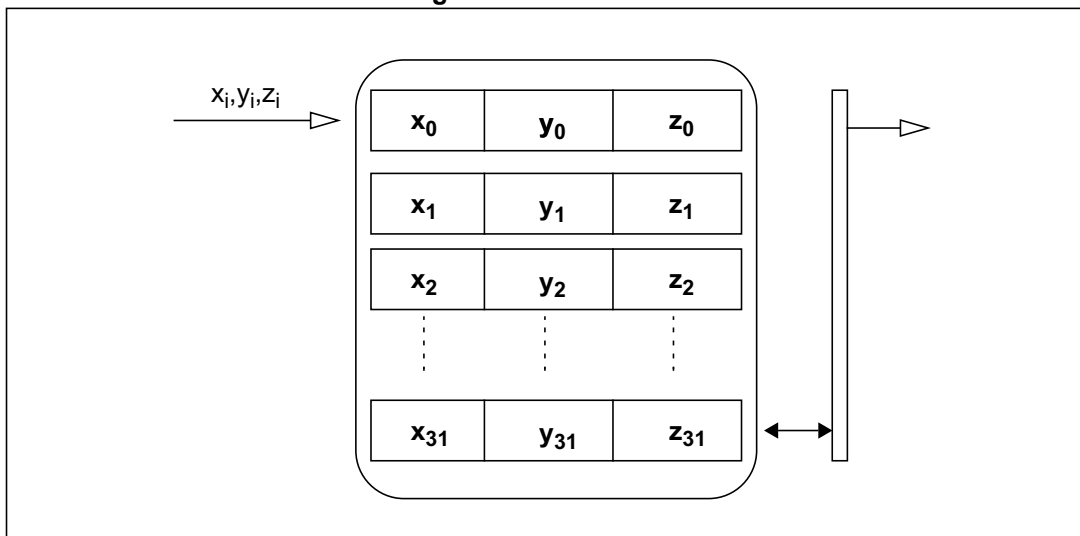 xᵢ,yᵢ,zᵢ
x₀ y₀ z₀
x₁ y₁ z₁
x₂ y₂ z₂
x₃₁ y₃₁ z₃₁